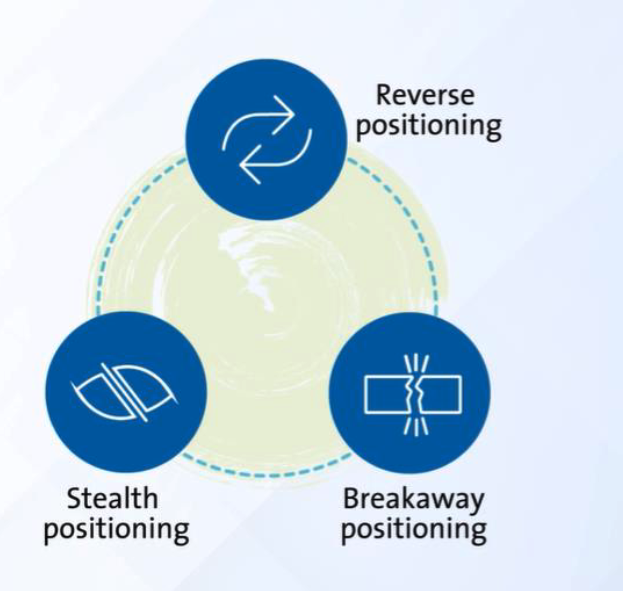 Reverse
positioning
Stealth
positioning
Breakaway
positioning